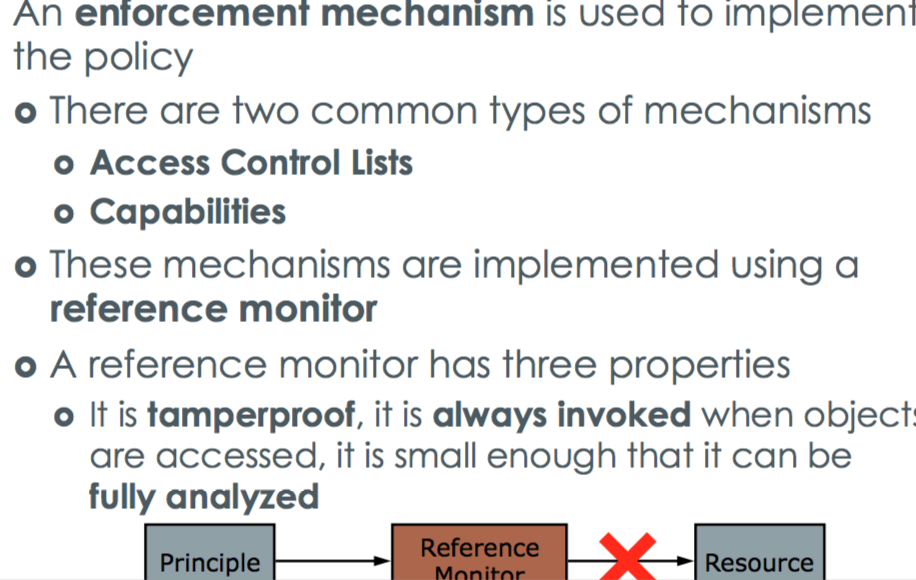 An enforcement mechanism is used to implement
the policy
There are two common types of mechanisms
Access Control Lists
Capabilities
These mechanisms are implemented using a
reference monitor
A reference monitor has three properties
It is tamperproof, it is always invoked when objects
are accessed, it is small enough that it can be
fully analyzed
Principle
Reference
Monitor
Resource